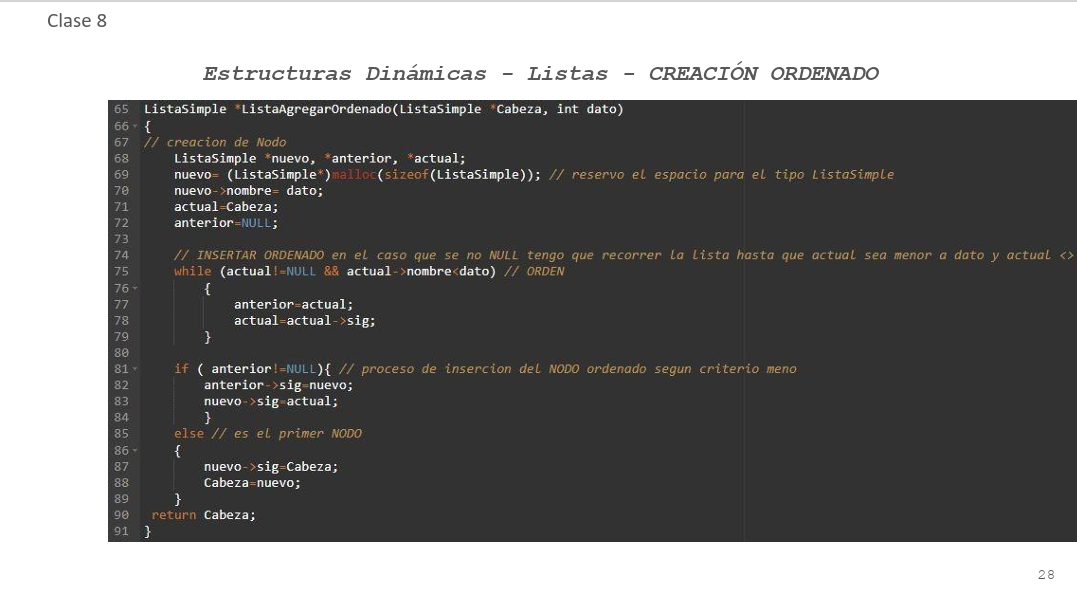 Clase 8
Estructuras Dinámicas - Listas - CREACIÓN ORDENADO
65 ListaSimple *ListaAgregarOrdenado(ListaSimple *Cabeza, int dato)
66 {
67 // creacion de Nodo
68 ListaSimple *nuevo, *anterior, *actual;
69 nuevo= (ListaSimple*)malloc(sizeof(ListaSimple)); // reservo el espacio para el tipo ListaSimple
70 nuevo->nombre= dato;
71 actual=Cabeza;
72 anterior=NULL;
73
74 // INSERTAR ORDENADO en el caso que se no NULL tengo que recorrer la lista hasta que actual sea menor a dato y actual <>
75 while (actual!=NULL && actual->nombre<dato) // ORDEN
76 {
77 anterior=actual;
78 actual=actual->sig;
79 }
80
81 if ( anterior!=NULL){ // proceso de insercion del NODO ordenado segun criterio meno
82 anterior->sig=nuevo;
83 nuevo->sig=actual;
84 }
85 else // es el primer NODO
86 {
87 nuevo->sig=Cabeza;
88 Cabeza=nuevo;
89 }
90 return Cabeza;
91 }
28